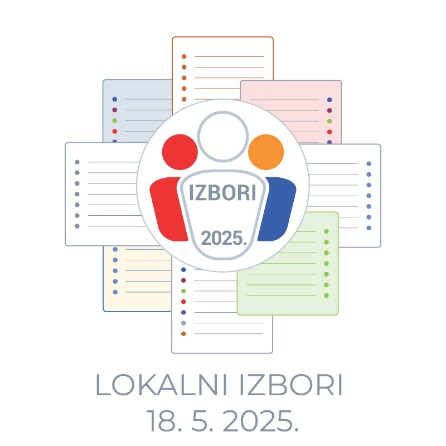 IZBORI
2025.
LOKALNI IZBORI
18. 5. 2025.